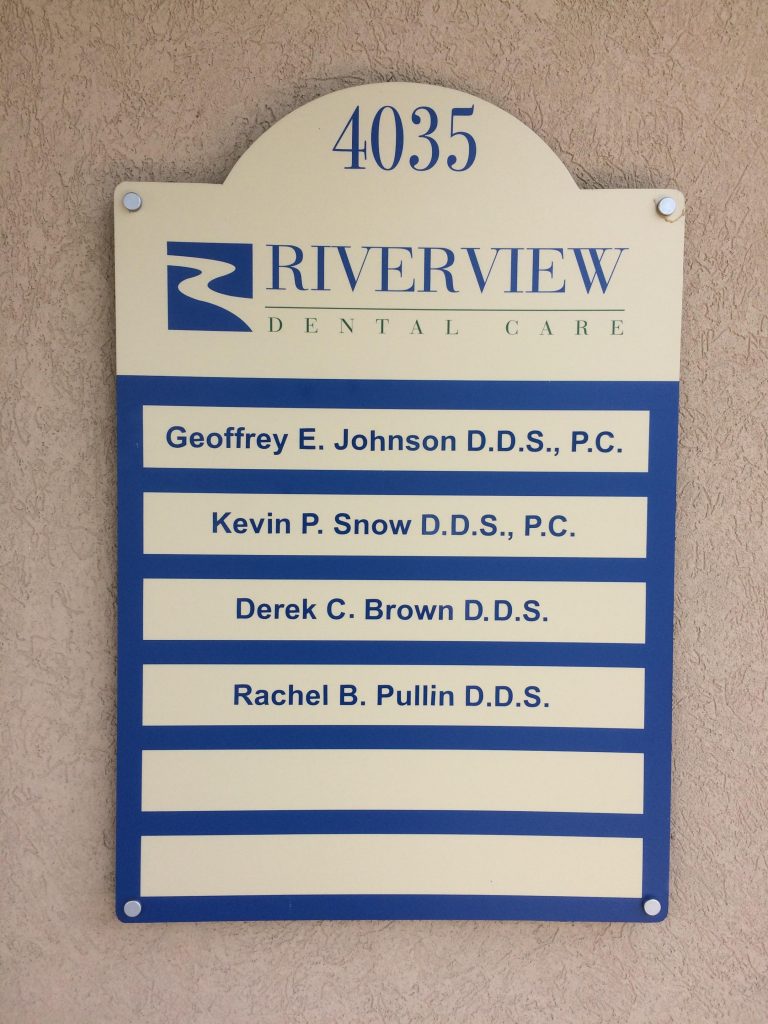 4035
RIVERVIEW
DENTAL CARE
Geoffrey E. Johnson D.D.S., P.C.
Kevin P. Snow D.D.S., P.C.
Derek C. Brown D.D.S.
Rachel B. Pullin D.D.S.